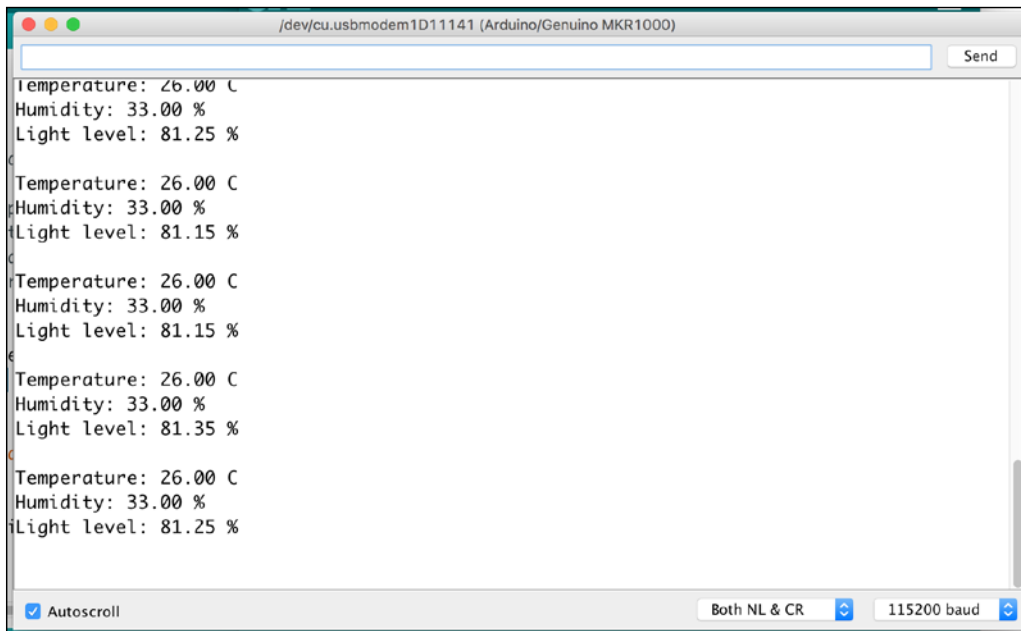 /dev/cu.usbmodem1D11141 (Arduino/Genuino MKR1000)
Send
Temperature: 26.00 C
Humidity: 33.00 %
Light level: 81.25 %
Temperature: 26.00 C
Humidity: 33.00 %
Light level: 81.15 %
Temperature: 26.00 C
Humidity: 33.00 %
Light level: 81.15 %
Temperature: 26.00 C
Humidity: 33.00 %
Light level: 81.35 %
Temperature: 26.00 C
Humidity: 33.00 %
Light level: 81.25 %
Autoscroll
Both NL & CR
115200 baud